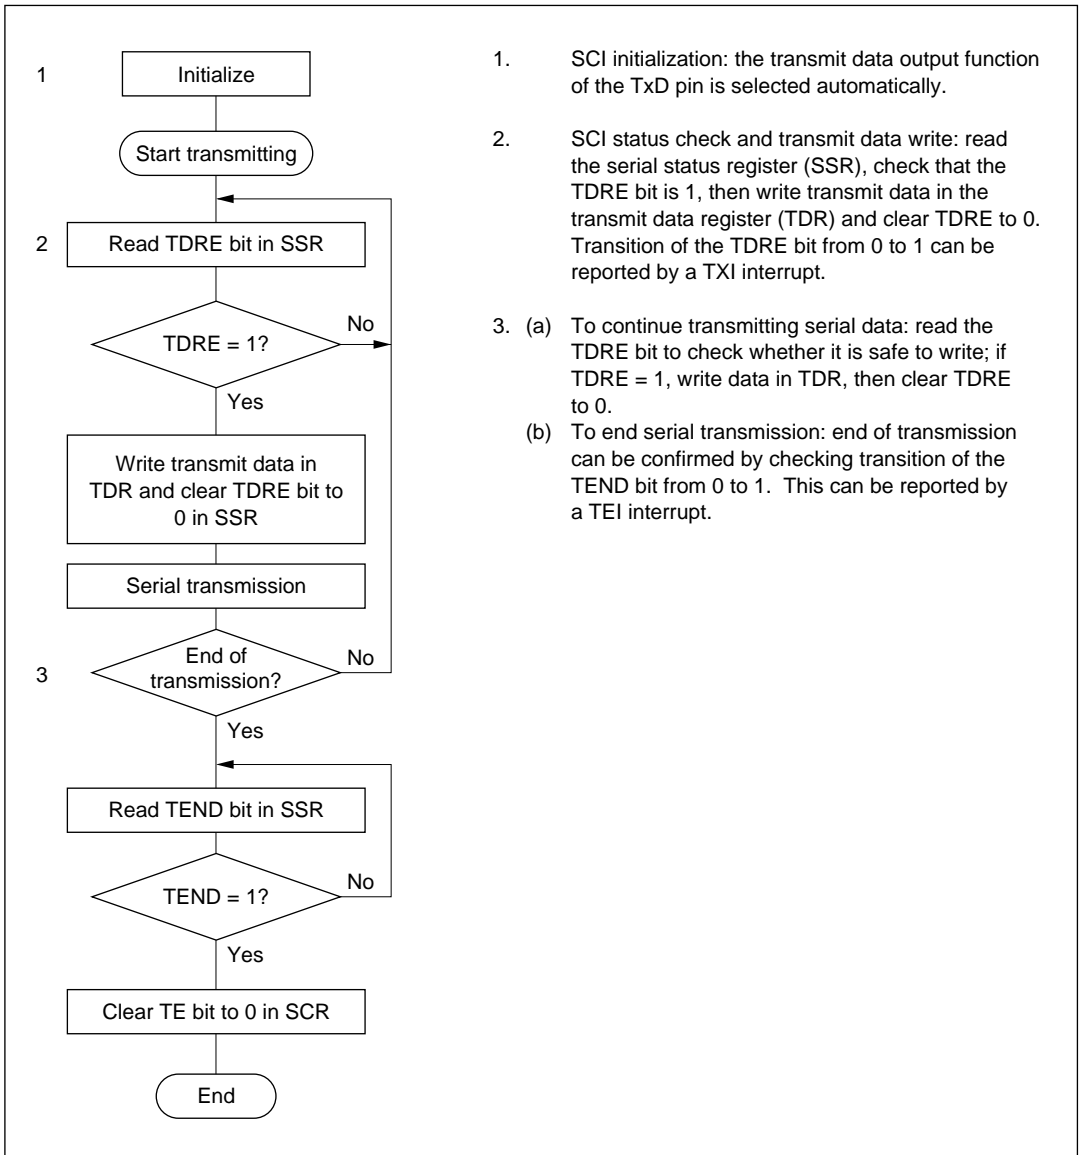 1
Initialize
Start transmitting
2
Read TDRE bit in SSR
TDRE = 1?
No
Yes
Write transmit data in
TDR and clear TDRE bit to
0 in SSR
Serial transmission
3
End of
transmission?
No
Yes
Read TEND bit in SSR
TEND = 1?
No
Yes
Clear TE bit to 0 in SCR
End
1. SCI initialization: the transmit data output function
of the TxD pin is selected automatically.
2. SCI status check and transmit data write: read
the serial status register (SSR), check that the
TDRE bit is 1, then write transmit data in the
transmit data register (TDR) and clear TDRE to 0.
Transition of the TDRE bit from 0 to 1 can be
reported by a TXI interrupt.
3. (a) To continue transmitting serial data: read the
TDRE bit to check whether it is safe to write; if
TDRE = 1, write data in TDR, then clear TDRE
to 0.
(b) To end serial transmission: end of transmission
can be confirmed by checking transition of the
TEND bit from 0 to 1. This can be reported by
a TEI interrupt.